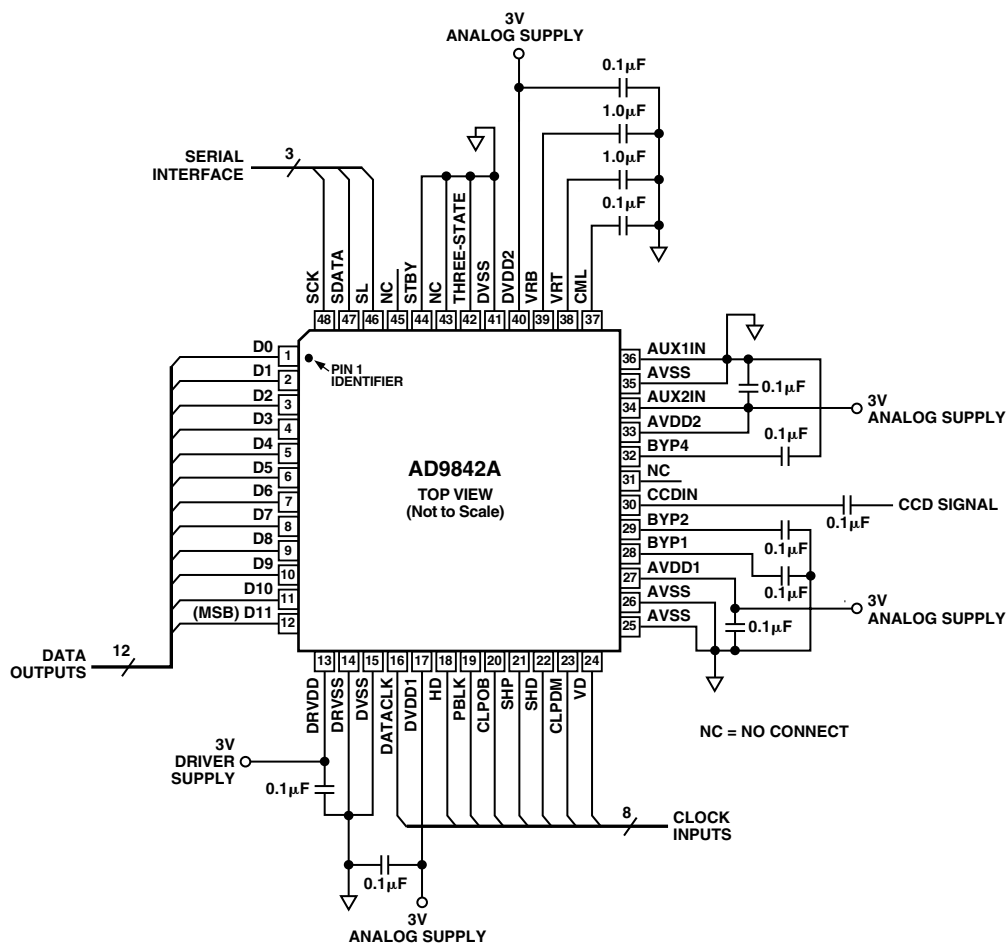 3V
ANALOG SUPPLY
0.1µF
1.0µF
1.0µF
0.1µF
SERIAL
INTERFACE
3
SCK
SDATA
SL
NC
STBY
NC
THREE-STATE
DVSS
DVDD2
VRB
VRT
CML
48 47 46 45 44 43 42 41 40 39 38 37
D0 1
D1 2
D2 3
D3 4
D4 5
D5 6
D6 7
D7 8
D8 9
D9 10
D10 11
(MSB) D11 12
PIN 1
IDENTIFIER
AD9842A
TOP VIEW
(Not to Scale)
36 AUX1IN
35 AVSS
34 AUX2IN
33 AVDD2
32 BYP4
31 NC
30 CCDIN
29 BYP2
28 BYP1
27 AVDD1
26 AVSS
25 AVSS
0.1µF
3V
ANALOG SUPPLY
0.1µF
CCD SIGNAL
0.1µF
0.1µF
0.1µF
3V
ANALOG SUPPLY
0.1µF
DATA
OUTPUTS
12
13 14 15 16 17 18 19 20 21 22 23 24
DRVDD
DRVSS
DVSS
DATACLK
DVDD1
HD
PBLK
CLPOB
SHP
SHD
CLPDM
VD
NC = NO CONNECT
3V
DRIVER
SUPPLY
0.1µF
8
CLOCK
INPUTS
0.1µF
3V
ANALOG SUPPLY